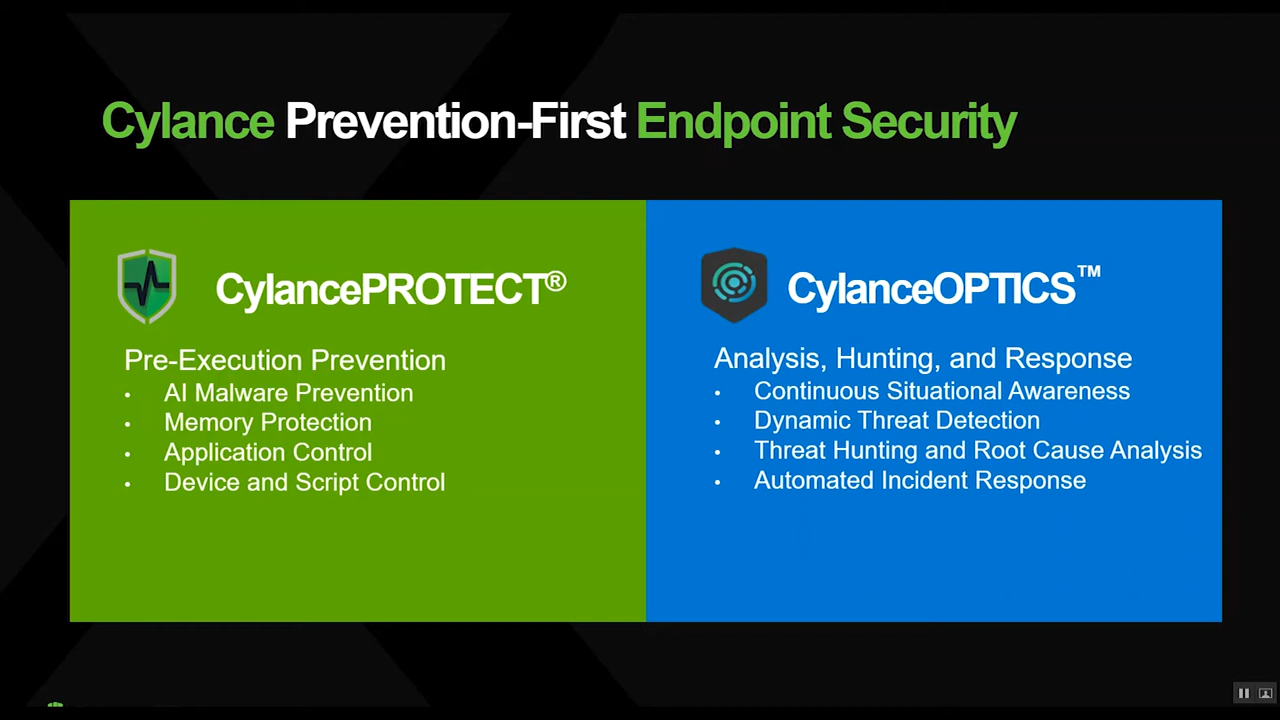 Cylance Prevention-First Endpoint Security
CylancePROTECT®
Pre-Execution Prevention
• AI Malware Prevention
• Memory Protection
• Application Control
• Device and Script Control
CylanceOPTICS™
Analysis, Hunting, and Response
• Continuous Situational Awareness
• Dynamic Threat Detection
• Threat Hunting and Root Cause Analysis
• Automated Incident Response